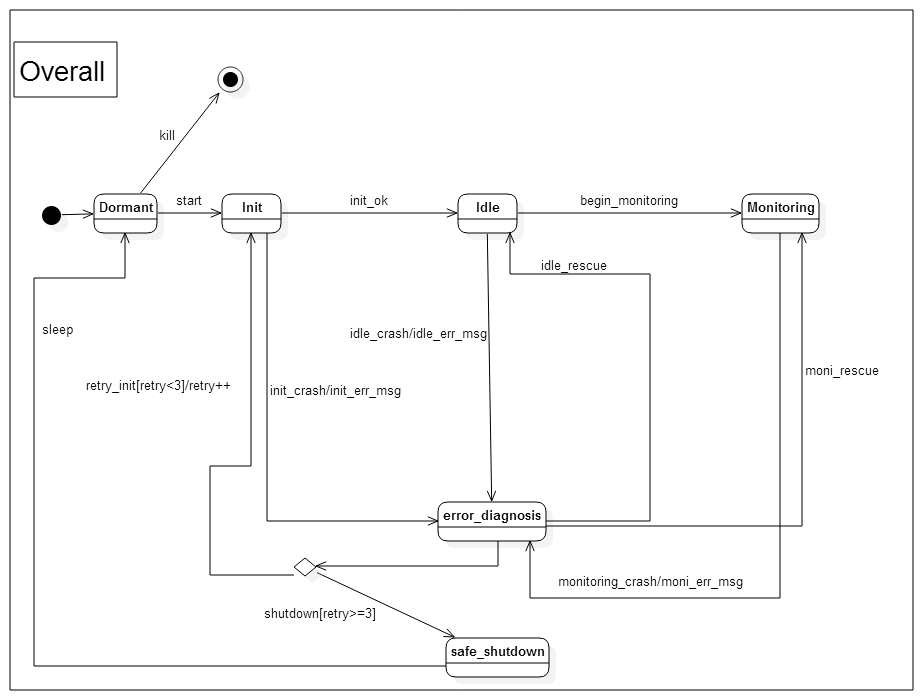 Overall
kill
Dormant
start
Init
init_ok
Idle
begin_monitoring
Monitoring
idle_rescue
sleep
idle_crash/idle_err_msg
moni_rescue
retry_init[retry<3]/retry++
init_crash/init_err_msg
error_diagnosis
monitoring_crash/moni_err_msg
shutdown[retry>=3]
safe_shutdown